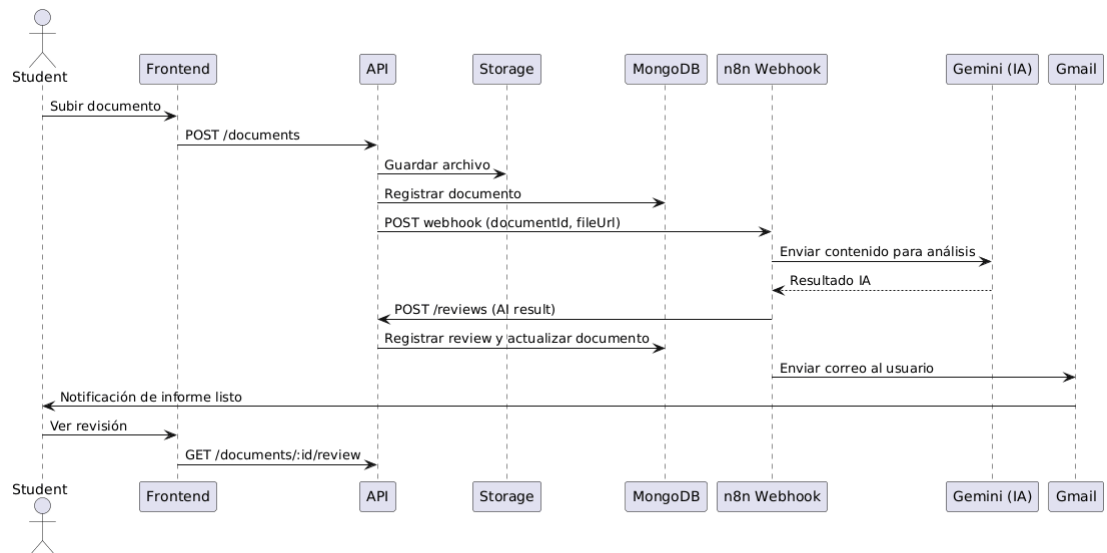 Student
Frontend
API
Storage
MongoDB
n8n Webhook
Gemini (IA)
Gmail
Subir documento
POST /documents
Guardar archivo
Registrar documento
POST webhook (documentId, fileUrl)
Enviar contenido para análisis
Resultado IA
POST /reviews (AI result)
Registrar review y actualizar documento
Enviar correo al usuario
Notificación de informe listo
Ver revisión
GET /documents/:id/review
Student
Frontend
API
Storage
MongoDB
n8n Webhook
Gemini (IA)
Gmail